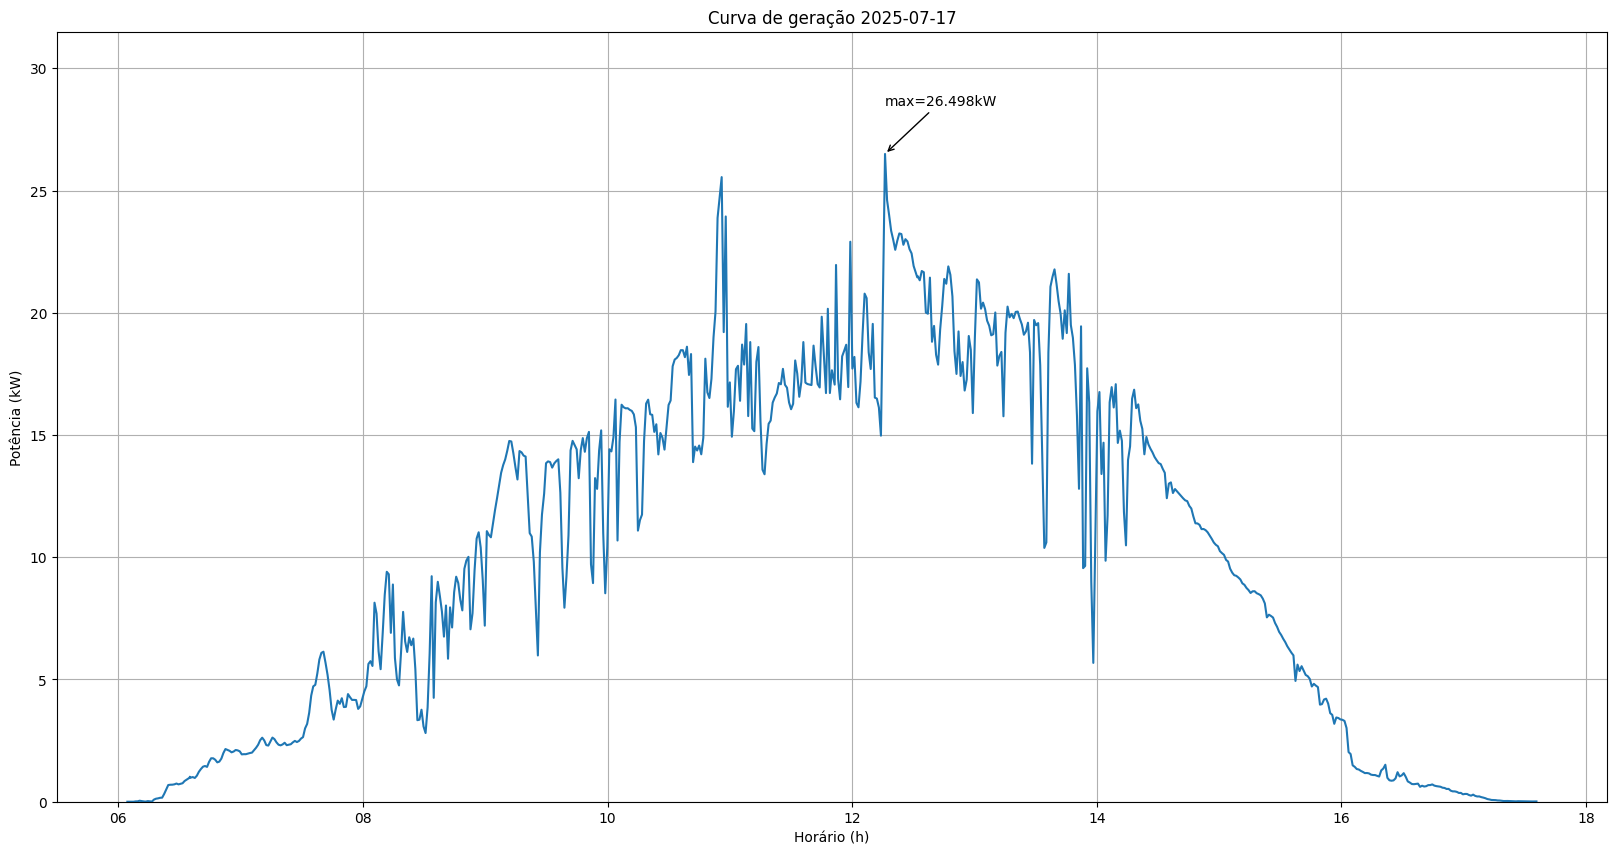 Curva de geração 2025-07-17
30
25
20
15
10
5
0
Potência (kW)
max=26.498kW
06 08 10 12 14 16 18
Horário (h)